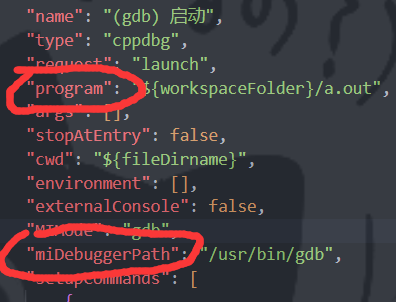 "name": "(gdb) 启动",
"type": "cppdbg",
"request": "launch",
"program": "${workspaceFolder}/a.out",
"args": [],
"stopAtEntry": false,
"cwd": "${fileDirname}",
"environment": [],
"externalConsole": false,
"MIMode": "gdb",
"miDebuggerPath": "/usr/bin/gdb",
"setupCommands": [
{